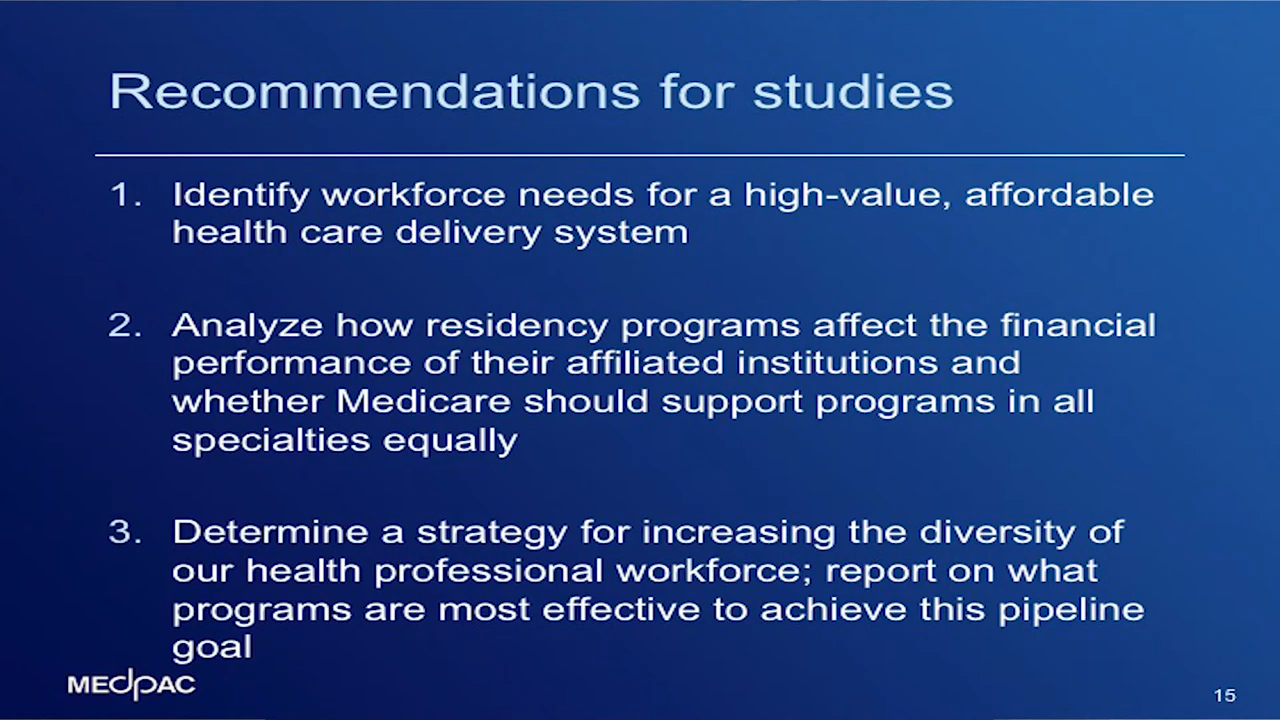 Recommendations for studies
1. Identify workforce needs for a high-value, affordable
health care delivery system
2. Analyze how residency programs affect the financial
performance of their affiliated institutions and
whether Medicare should support programs in all
specialties equally
3. Determine a strategy for increasing the diversity of
our health professional workforce; report on what
programs are most effective to achieve this pipeline
goal
MEdpAC
15